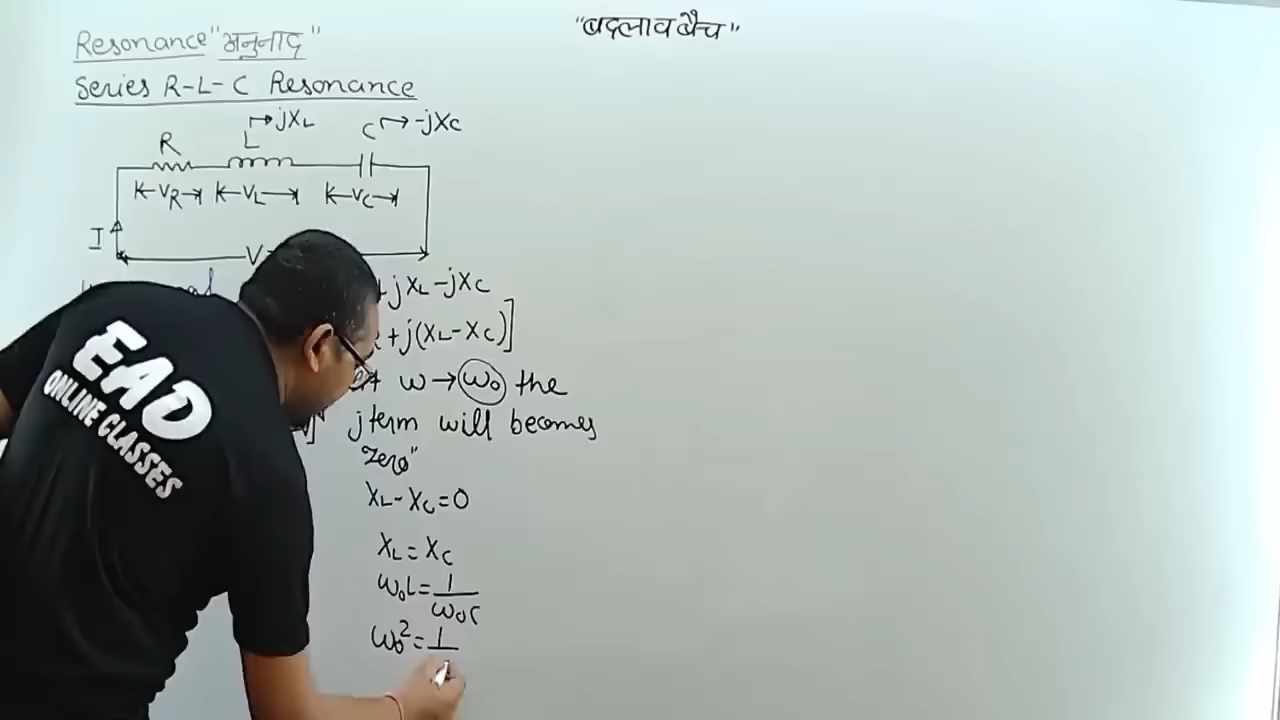 "बदलाव बैच"
Resonance "अनुनाद"
Series R-L-C Resonance
R L →jXL C → -jXC
VR VL VC
I
V
jXL-jXC
+j(XL-XC)]
ω→ω₀ the
j term will becomes
zero"
XL-XC=0
XL=XC
ω₀L=1/ω₀C
ω₀²=1
EAD
ONLINE CLASSES